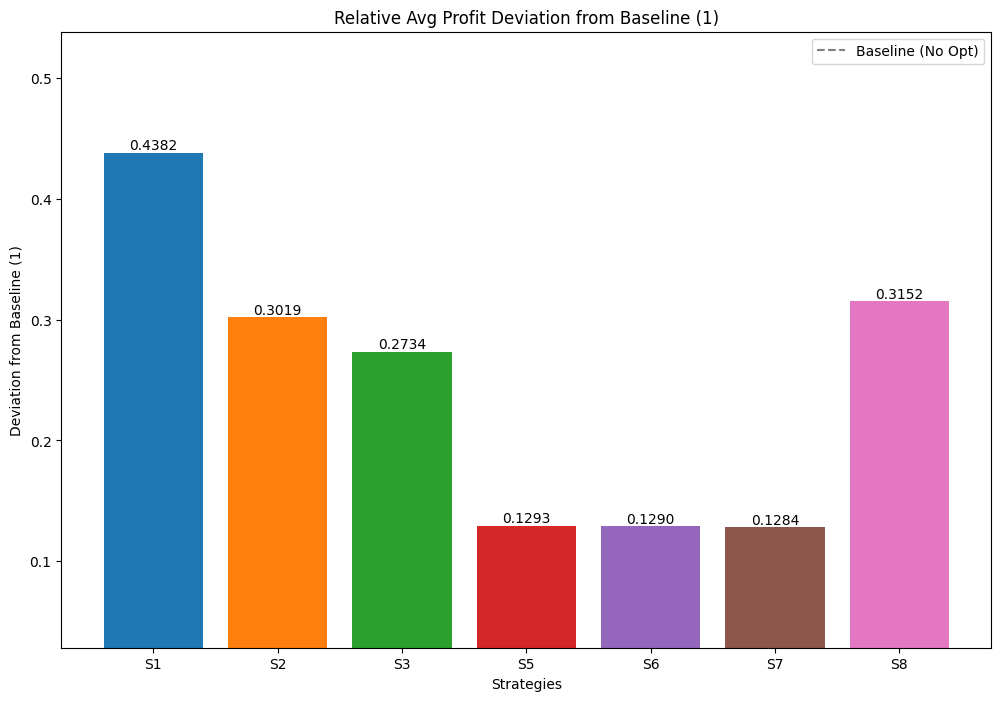 Relative Avg Profit Deviation from Baseline (1)
Baseline (No Opt)
0.5
0.4
0.3
0.2
0.1
Deviation from Baseline (1)
0.4382
0.3019
0.2734
0.1293
0.1290
0.1284
0.3152
S1 S2 S3 S5 S6 S7 S8
Strategies